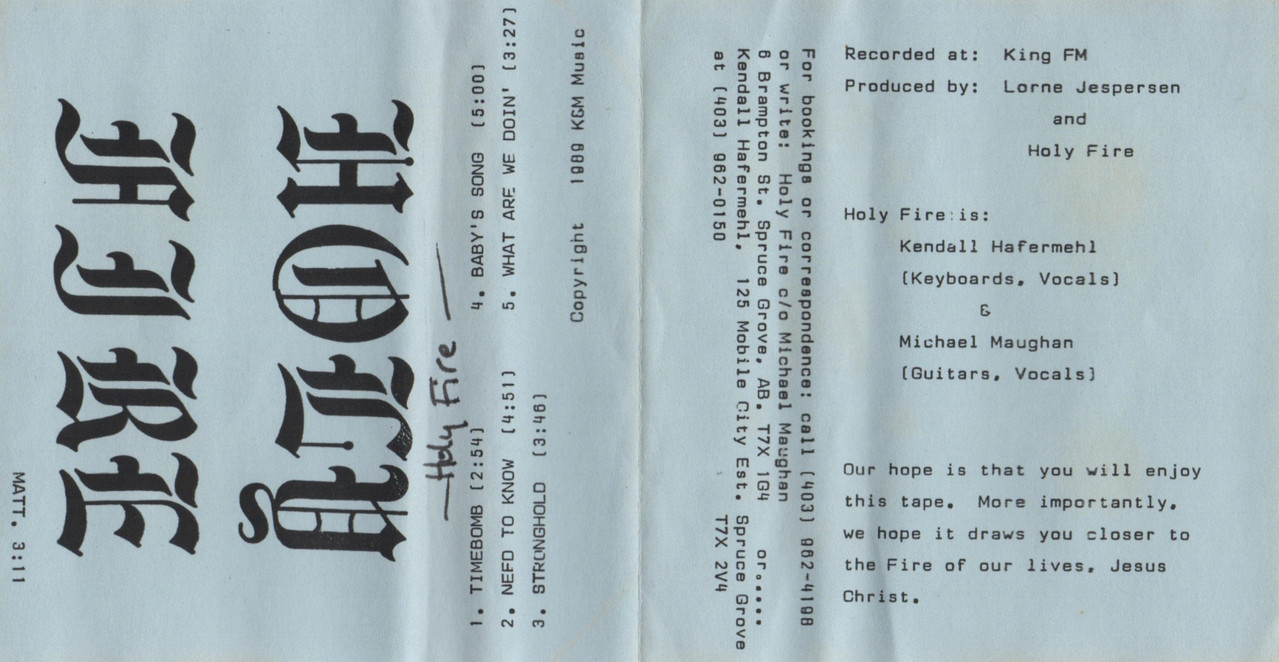 HOLY
FIRE
MATT. 3:11
Holy Fire
1. TIMEBOMB (2:54)
2. NEED TO KNOW (4:51)
3. STRONGHOLD (3:46)
4. BABY'S SONG (5:00)
5. WHAT ARE WE DOIN' (3:27)
Copyright 1989 K&M Music
For bookings or correspondence: call (403) 962-4198
or write: Holy Fire c/o Michael Maughan
6 Brampton St. Spruce Grove, AB. T7X 1G4 or.....
Kendall Hafermehl, 125 Mobile City Est. Spruce Grove
at (403) 962-0150 T7X 2V4
Recorded at: King FM
Produced by: Lorne Jespersen
and
Holy Fire
Holy Fire is:
Kendall Hafermehl
(Keyboards, Vocals)
&
Michael Maughan
(Guitars, Vocals)
Our hope is that you will enjoy
this tape. More importantly,
we hope it draws you closer to
the Fire of our lives, Jesus
Christ.